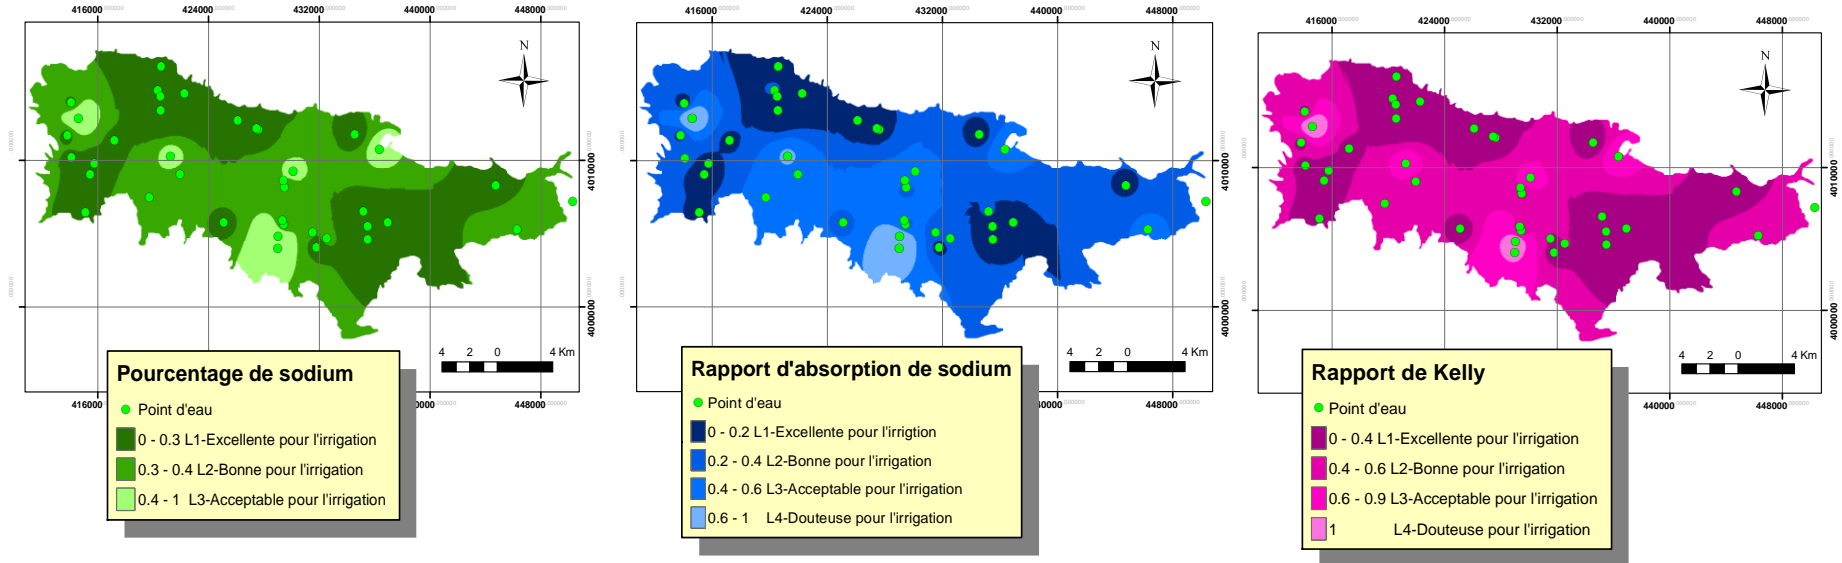 416000 424000 432000 440000 448000
N
4010000
4000000
4 2 0 4 Km
416000 440000 448000
Pourcentage de sodium
Point d'eau
0 - 0.3 L1-Excellente pour l'irrigation
0.3 - 0.4 L2-Bonne pour l'irrigation
0.4 - 1 L3-Acceptable pour l'irrigation
416000 424000 432000 440000 448000
N
4010000
4000000
4 2 0 4 Km
440000 448000
Rapport d'absorption de sodium
Point d'eau
0 - 0.2 L1-Excellente pour l'irrigtion
0.2 - 0.4 L2-Bonne pour l'irrigation
0.4 - 0.6 L3-Acceptable pour l'irrigation
0.6 - 1 L4-Douteuse pour l'irrigation
416000 424000 432000 440000 448000
N
4010000
4000000
4 2 0 4 Km
440000 448000
Rapport de Kelly
Point d'eau
0 - 0.4 L1-Excellente pour l'irrigation
0.4 - 0.6 L2-Bonne pour l'irrigation
0.6 - 0.9 L3-Acceptable pour l'irrigation
1 L4-Douteuse pour l'irrigation